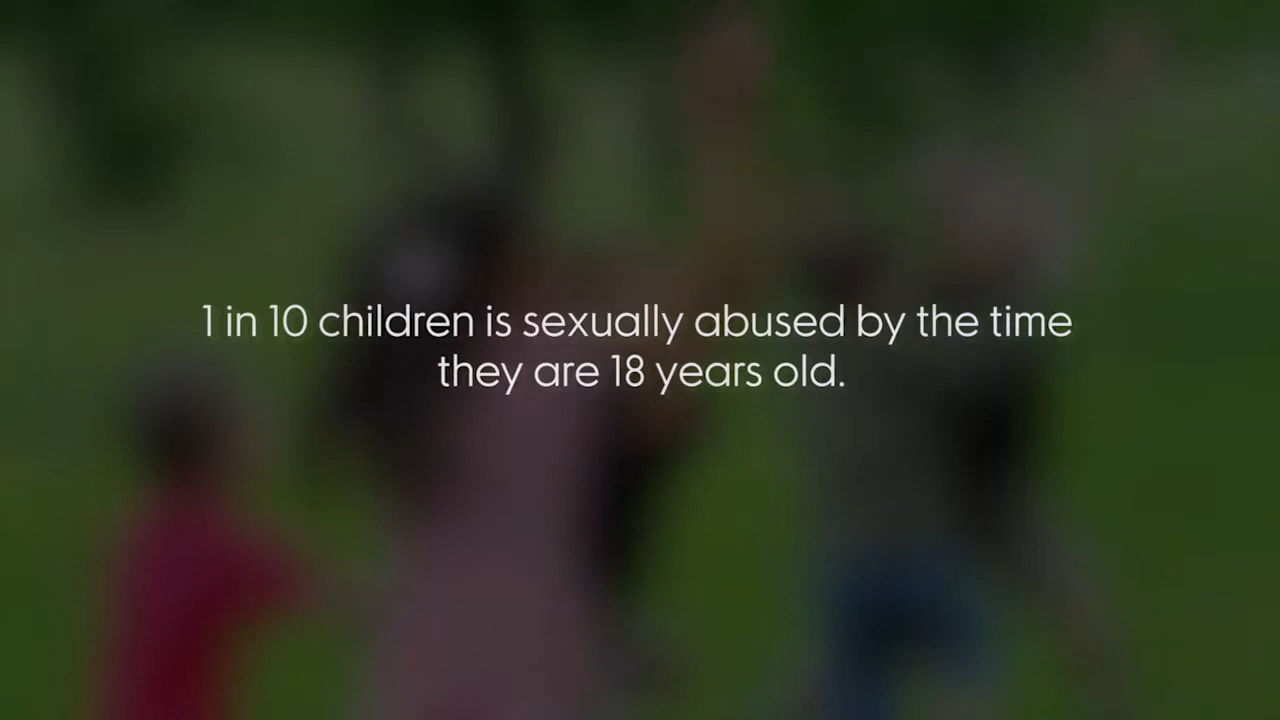 1 in 10 children is sexually abused by the time
they are 18 years old.